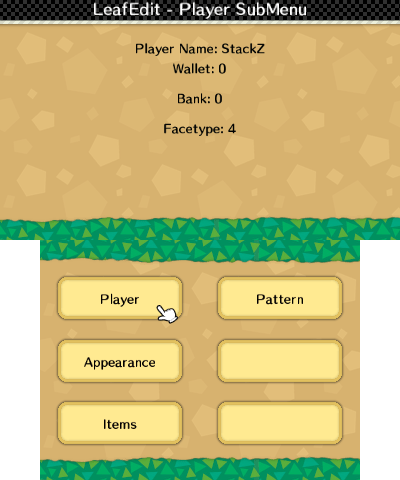 LeafEdit - Player SubMenu
Player Name: StackZ
Wallet: 0
Bank: 0
Facetype: 4
Player
Pattern
Appearance
Items